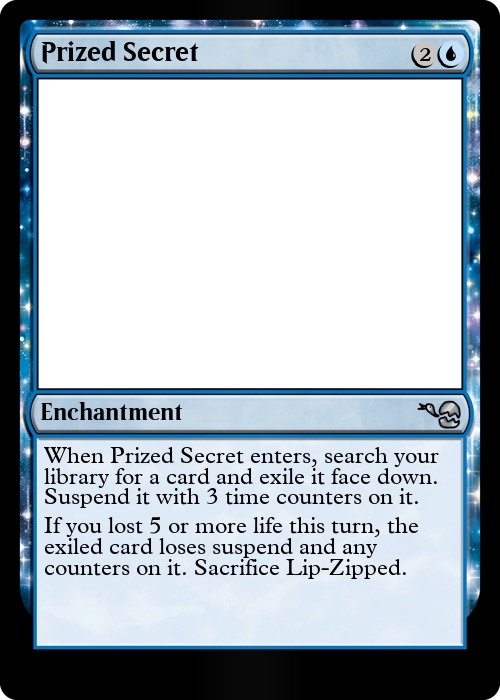 Prized Secret 2
Enchantment
When Prized Secret enters, search your
library for a card and exile it face down.
Suspend it with 3 time counters on it.
If you lost 5 or more life this turn, the
exiled card loses suspend and any
counters on it. Sacrifice Lip-Zipped.